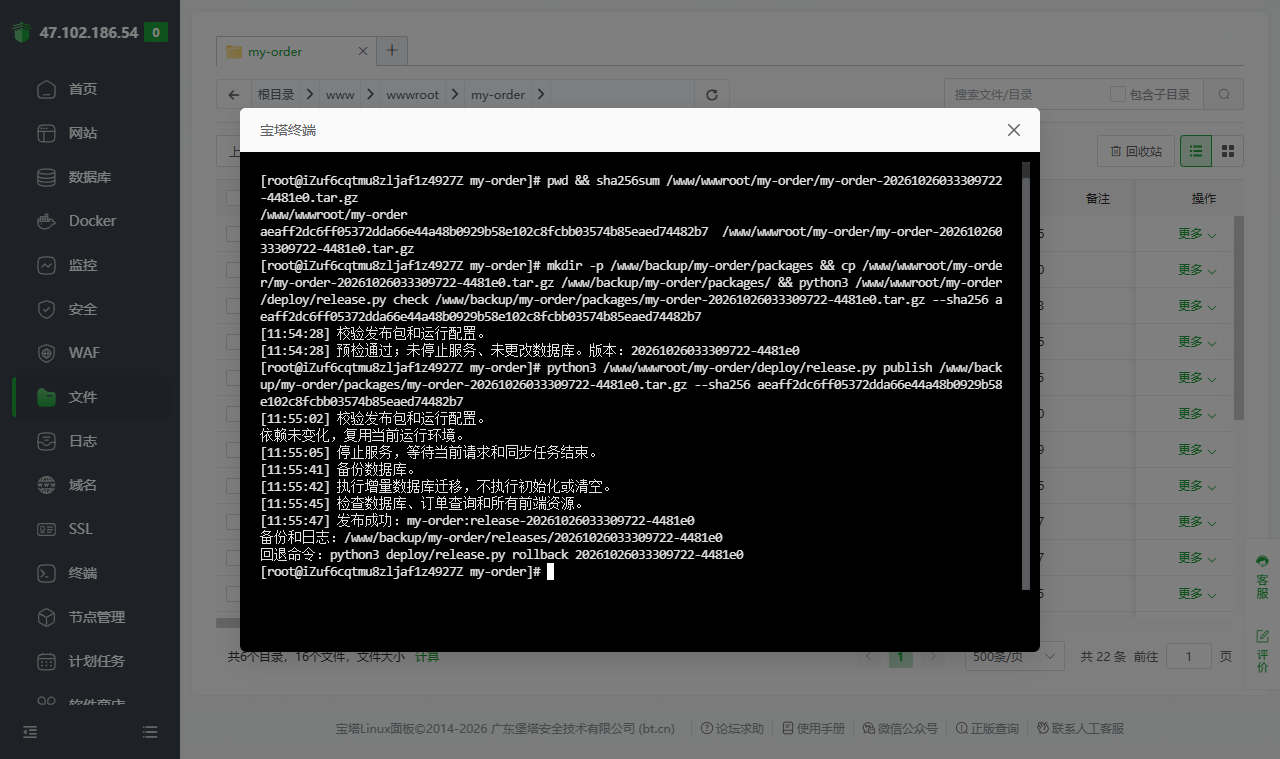 47.102.186.54 0
首页
网站
数据库
Docker
监控
安全
WAF
文件
日志
域名
SSL
终端
节点管理
计划任务
软件商店
my-order
根目录 > www > wwwroot > my-order >
搜索文件/目录 包含子目录
上
回收站
备注 操作
宝塔终端
[root@iZuf6cqtmu8zljaf1z4927Z my-order]# pwd && sha256sum /www/wwwroot/my-order/my-order-20261026033309722
-4481e0.tar.gz
/www/wwwroot/my-order
aeaff2dc6ff05372dda66e44a48b0929b58e102c8fcbb03574b85eaed74482b7  /www/wwwroot/my-order/my-order-202610260
33309722-4481e0.tar.gz
[root@iZuf6cqtmu8zljaf1z4927Z my-order]# mkdir -p /www/backup/my-order/packages && cp /www/wwwroot/my-orde
r/my-order-20261026033309722-4481e0.tar.gz /www/backup/my-order/packages/ && python3 /www/wwwroot/my-order
/deploy/release.py check /www/backup/my-order/packages/my-order-20261026033309722-4481e0.tar.gz --sha256 a
eaff2dc6ff05372dda66e44a48b0929b58e102c8fcbb03574b85eaed74482b7
[11:54:28] 校验发布包和运行配置。
[11:54:28] 预检通过；未停止服务、未更改数据库。版本：20261026033309722-4481e0
[root@iZuf6cqtmu8zljaf1z4927Z my-order]# python3 /www/wwwroot/my-order/deploy/release.py publish /www/back
up/my-order/packages/my-order-20261026033309722-4481e0.tar.gz --sha256 aeaff2dc6ff05372dda66e44a48b0929b58
e102c8fcbb03574b85eaed74482b7
[11:55:02] 校验发布包和运行配置。
依赖未变化，复用当前运行环境。
[11:55:05] 停止服务，等待当前请求和同步任务结束。
[11:55:41] 备份数据库。
[11:55:42] 执行增量数据库迁移，不执行初始化或清空。
[11:55:45] 检查数据库、订单查询和所有前端资源。
[11:55:47] 发布成功：my-order:release-20261026033309722-4481e0
备份和日志：/www/backup/my-order/releases/20261026033309722-4481e0
回退命令：python3 deploy/release.py rollback 20261026033309722-4481e0
[root@iZuf6cqtmu8zljaf1z4927Z my-order]#
5 更多
0 更多
8 更多
6 更多
5 更多
0 更多
9 更多
5 更多
7 更多
7 更多
5 更多
客服
评价
共6个目录，16个文件，文件大小 计算
1 500条/页 共 22 条 前往 1 页
宝塔Linux面板©2014-2026 广东堡塔安全技术有限公司 (bt.cn) 论坛求助 使用手册 微信公众号 正版查询 联系人工客服